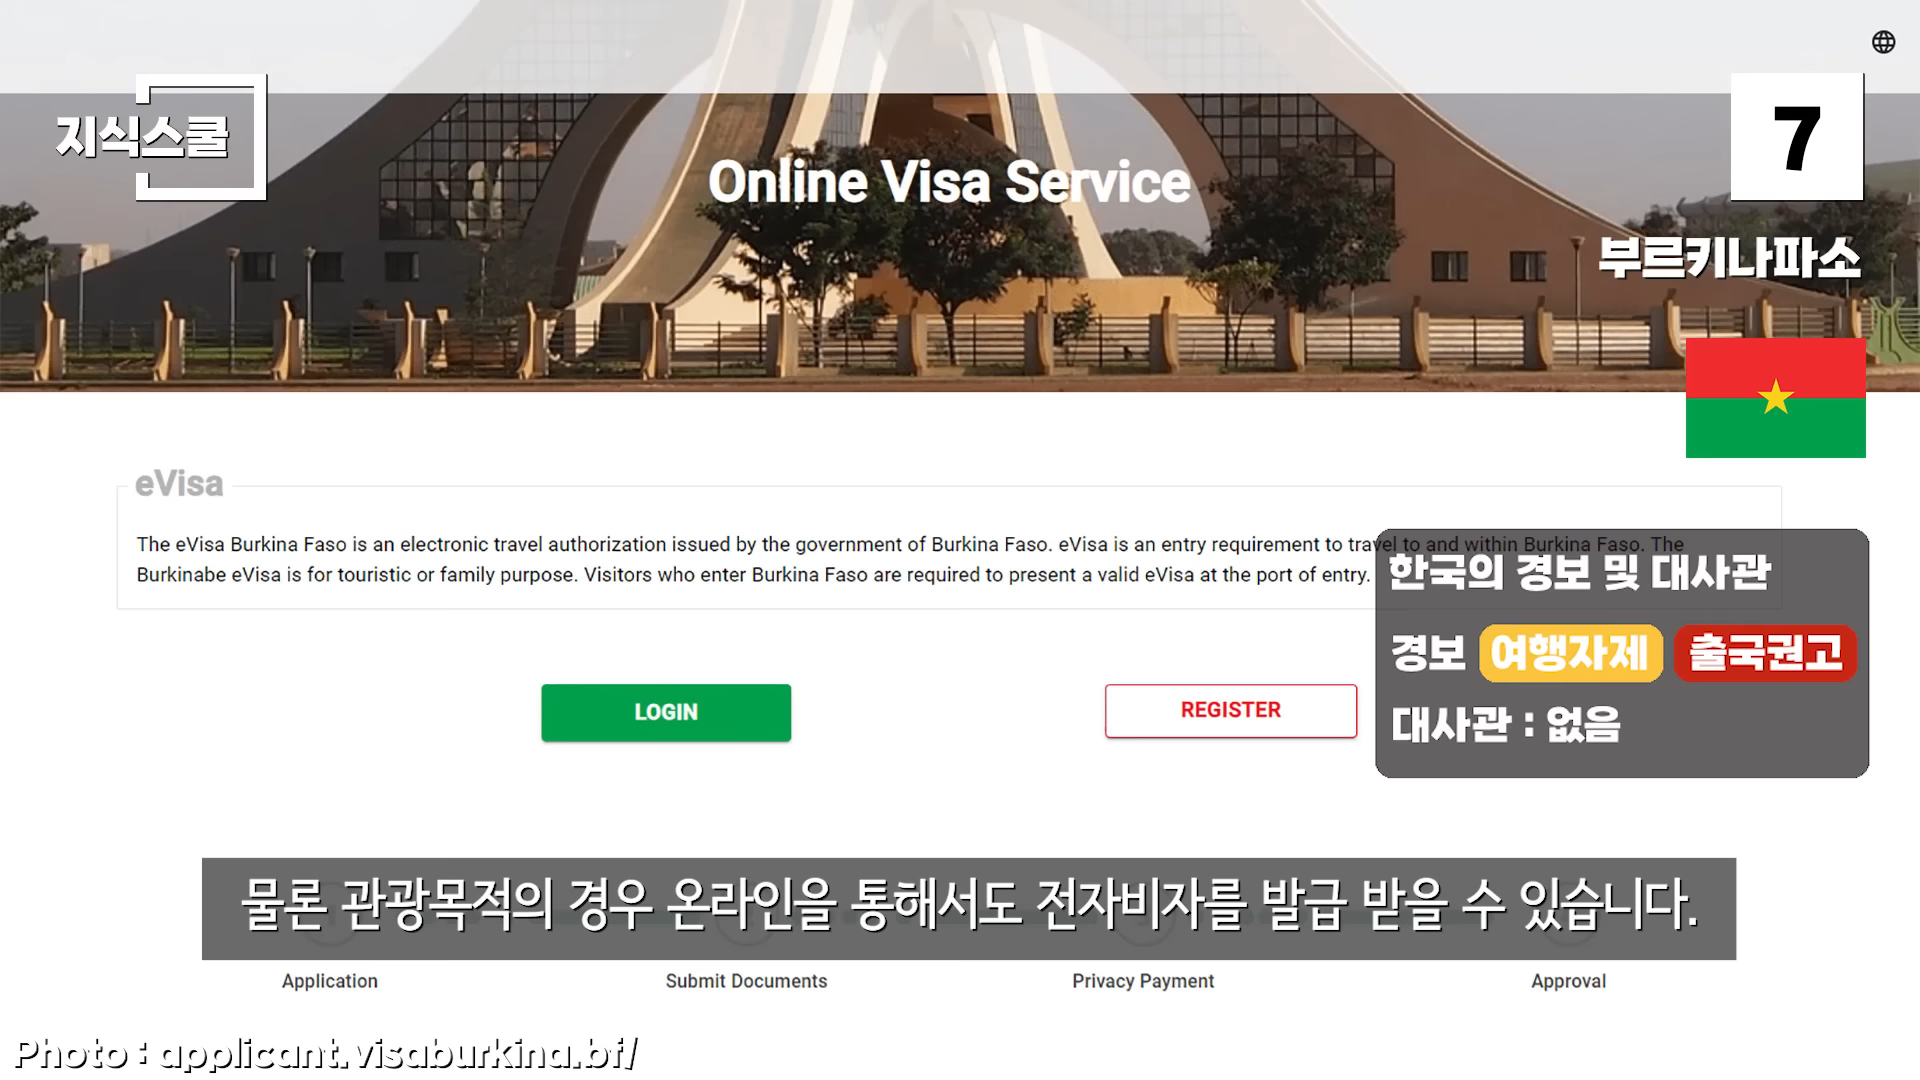 지식스쿨
7
Online Visa Service
부르키나파소
eVisa
The eVisa Burkina Faso is an electronic travel authorization issued by the government of Burkina Faso. eVisa is an entry requirement to travel to and within Burkina Faso. The
Burkinabe eVisa is for touristic or family purpose. Visitors who enter Burkina Faso are required to present a valid eVisa at the port of entry.
한국의 경보 및 대사관
경보 여행자제 출국권고
대사관 : 없음
LOGIN
REGISTER
물론 관광목적의 경우 온라인을 통해서도 전자비자를 발급 받을 수 있습니다.
Application
Submit Documents
Privacy Payment
Approval
Photo : applicant.visaburkina.bf/